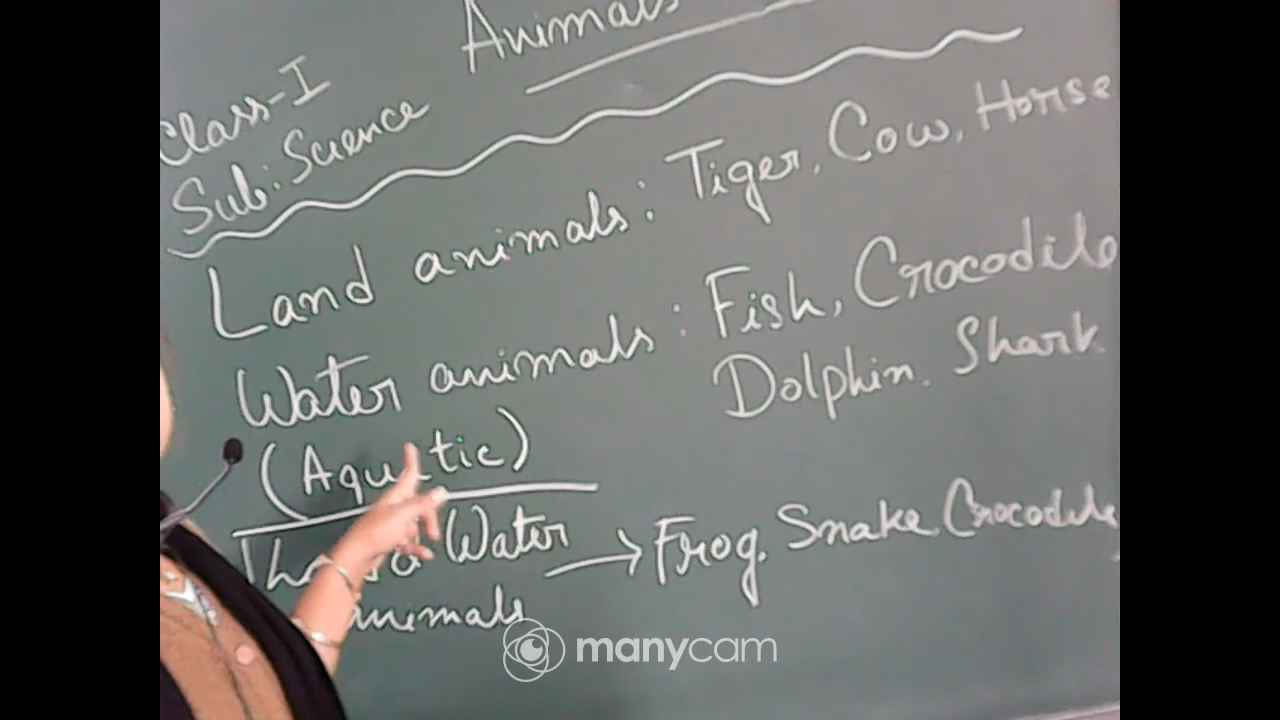 Animals
Class-I
Sub: Science
Land animals: Tiger, Cow, Horse
Water animals: Fish, Crocodile
(Aquatic) Dolphin. Shark
Water → Frog. Snake Crocodile
animals
manycam